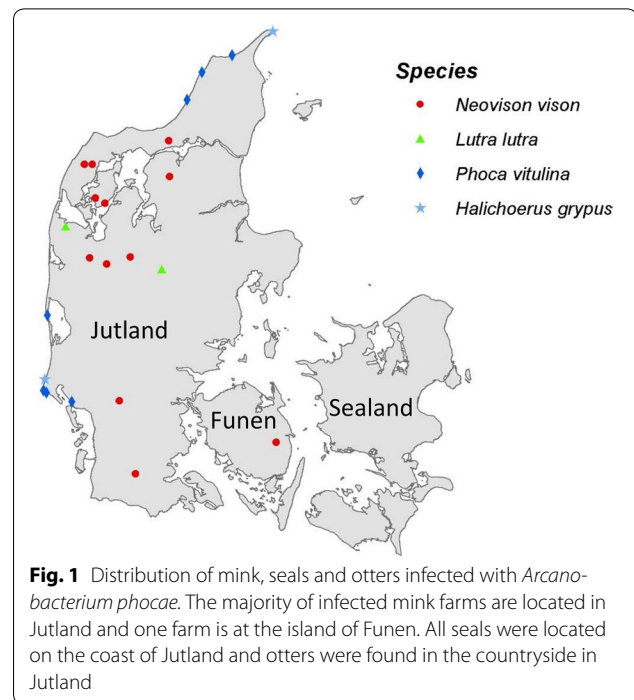 Species
Neovison vison
Lutra lutra
Phoca vitulina
Halichoerus grypus
Jutland
Funen
Sealand
Fig. 1 Distribution of mink, seals and otters infected with Arcano-
bacterium phocae. The majority of infected mink farms are located in
Jutland and one farm is at the island of Funen. All seals were located
on the coast of Jutland and otters were found in the countryside in
Jutland